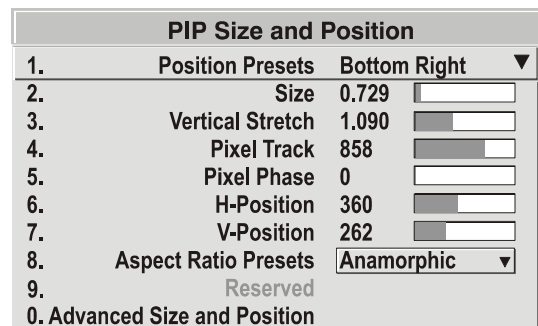 PIP Size and Position
1. Position Presets Bottom Right
2. Size 0.729
3. Vertical Stretch 1.090
4. Pixel Track 858
5. Pixel Phase 0
6. H-Position 360
7. V-Position 262
8. Aspect Ratio Presets Anamorphic
9. Reserved
0. Advanced Size and Position